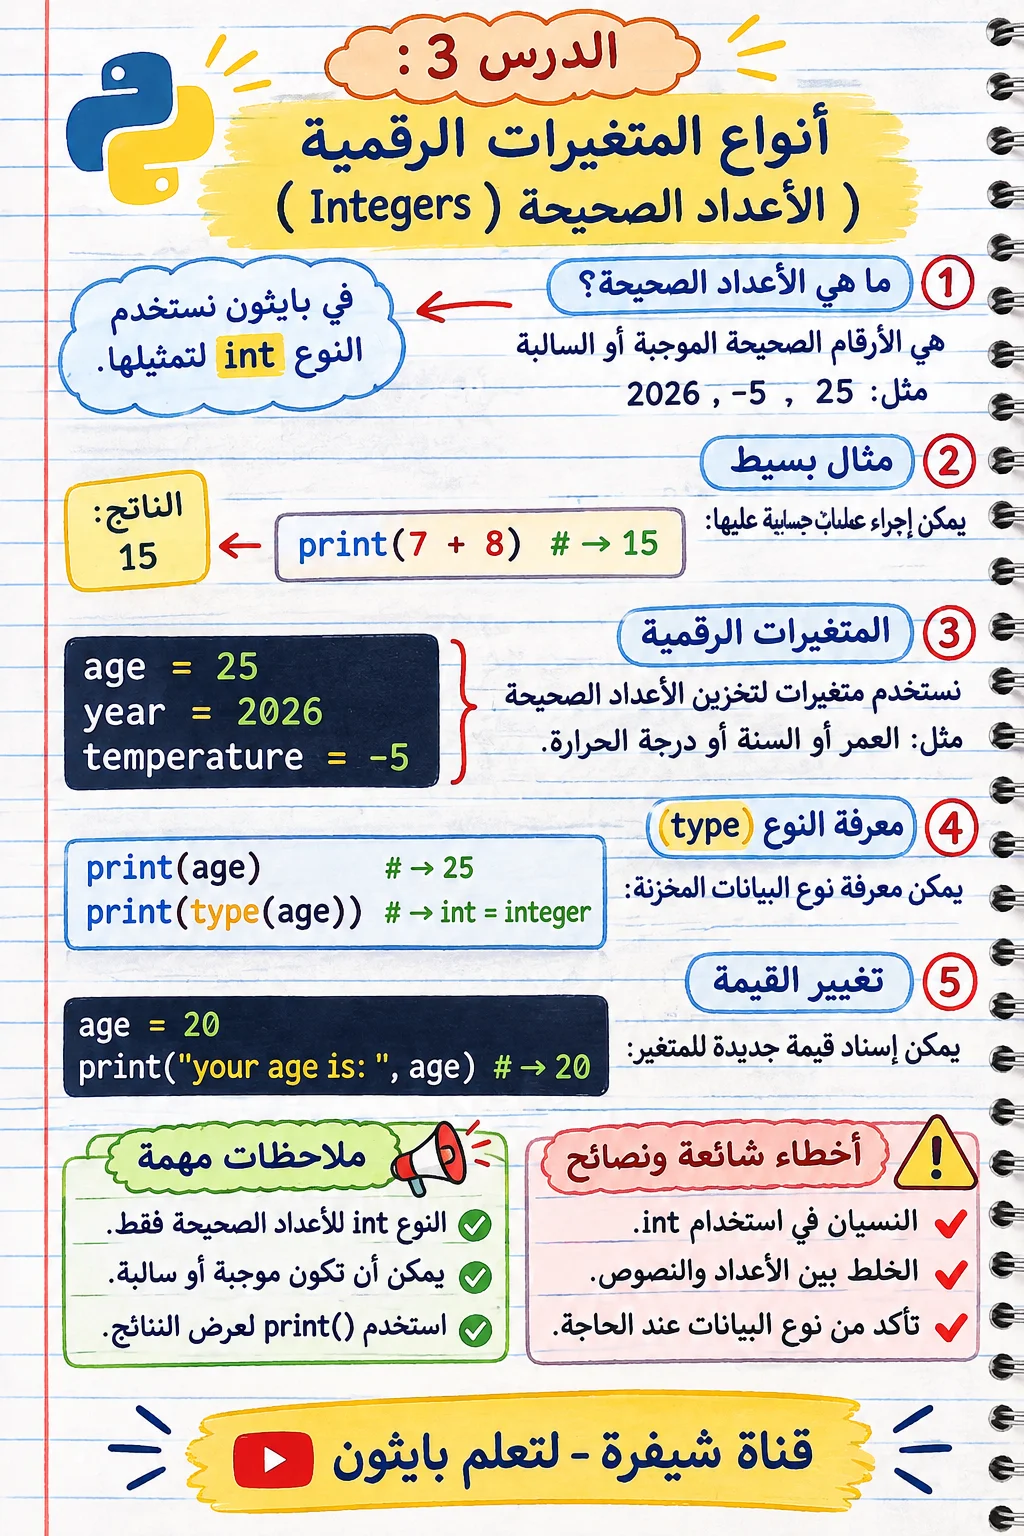 الدرس 3 :
أنواع المتغيرات الرقمية
( الأعداد الصحيحة ( Integers )
1 ما هي الأعداد الصحيحة؟
هي الأرقام الصحيحة الموجبة أو السالبة
مثل: 25 , -5 , 2026
في بايثون نستخدم
النوع int لتمثيلها.
2 مثال بسيط
يمكن إجراء عمليات حسابية عليها:
print(7 + 8) # → 15
الناتج:
15
3 المتغيرات الرقمية
نستخدم متغيرات لتخزين الأعداد الصحيحة
مثل: العمر أو السنة أو درجة الحرارة.
age = 25
year = 2026
temperature = -5
4 معرفة النوع (type)
يمكن معرفة نوع البيانات المخزنة:
print(age) # → 25
print(type(age)) # → int = integer
5 تغيير القيمة
يمكن إسناد قيمة جديدة للمتغير:
age = 20
print("your age is: ", age) # → 20
أخطاء شائعة ونصائح
النسيان في استخدام int.
الخلط بين الأعداد والنصوص.
تأكد من نوع البيانات عند الحاجة.
ملاحظات مهمة
النوع int للأعداد الصحيحة فقط.
يمكن أن تكون موجبة أو سالبة.
استخدم print() لعرض النتائج.
قناة شيفرة - لتعلم بايثون